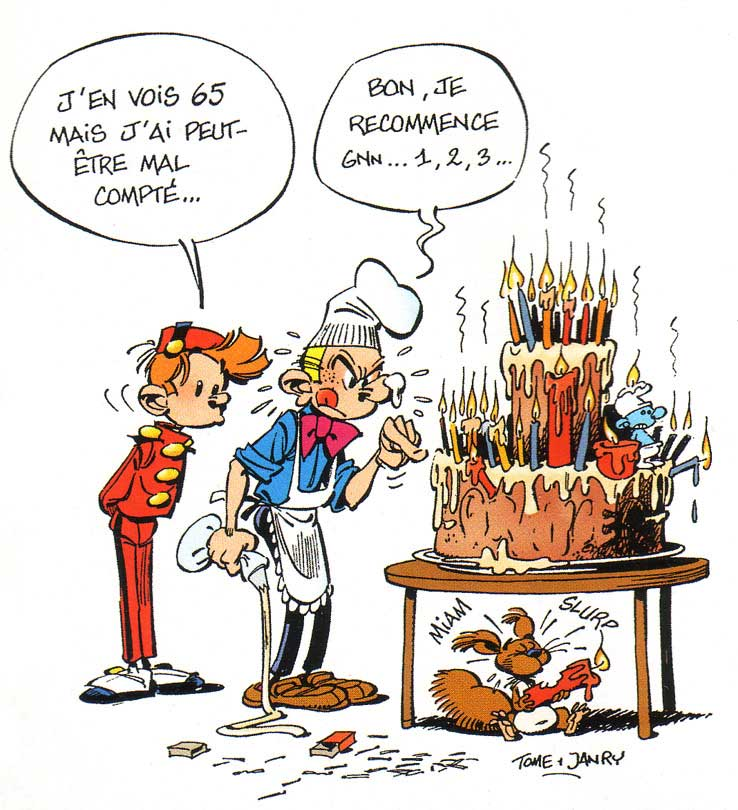 J'EN VOIS 65
MAIS J'AI PEUT-
ÊTRE MAL
COMPTÉ...
BON, JE
RECOMMENCE
GNN... 1, 2, 3...
MIAM
SLURP
TOME + JANRY